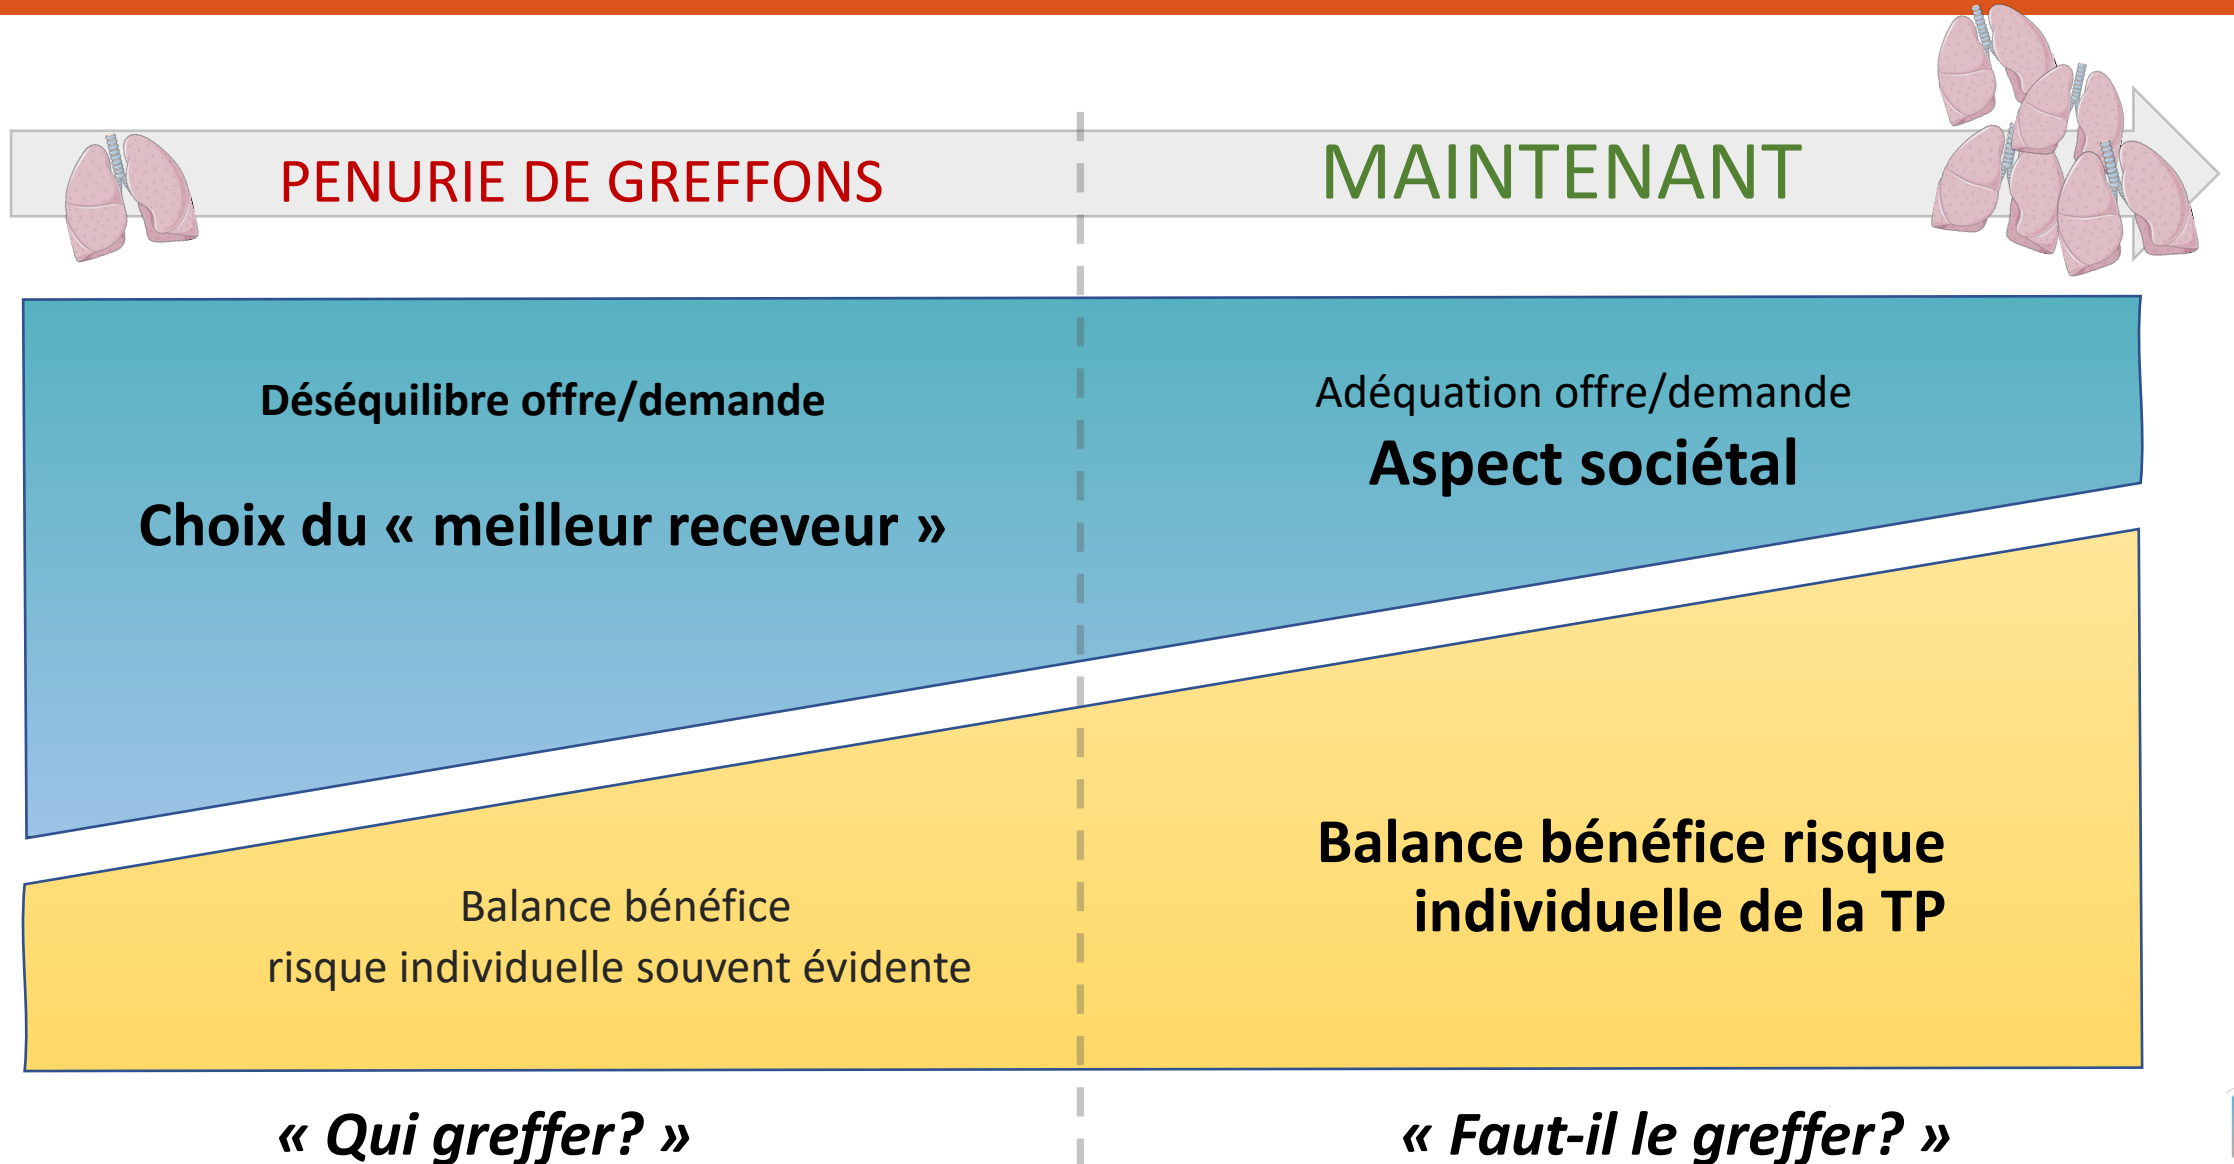 PENURIE DE GREFFONS
MAINTENANT
Déséquilibre offre/demande
Choix du « meilleur receveur »
Adéquation offre/demande
Aspect sociétal
Balance bénéfice
risque individuelle souvent évidente
Balance bénéfice risque
individuelle de la TP
« Qui greffer? »
« Faut-il le greffer? »